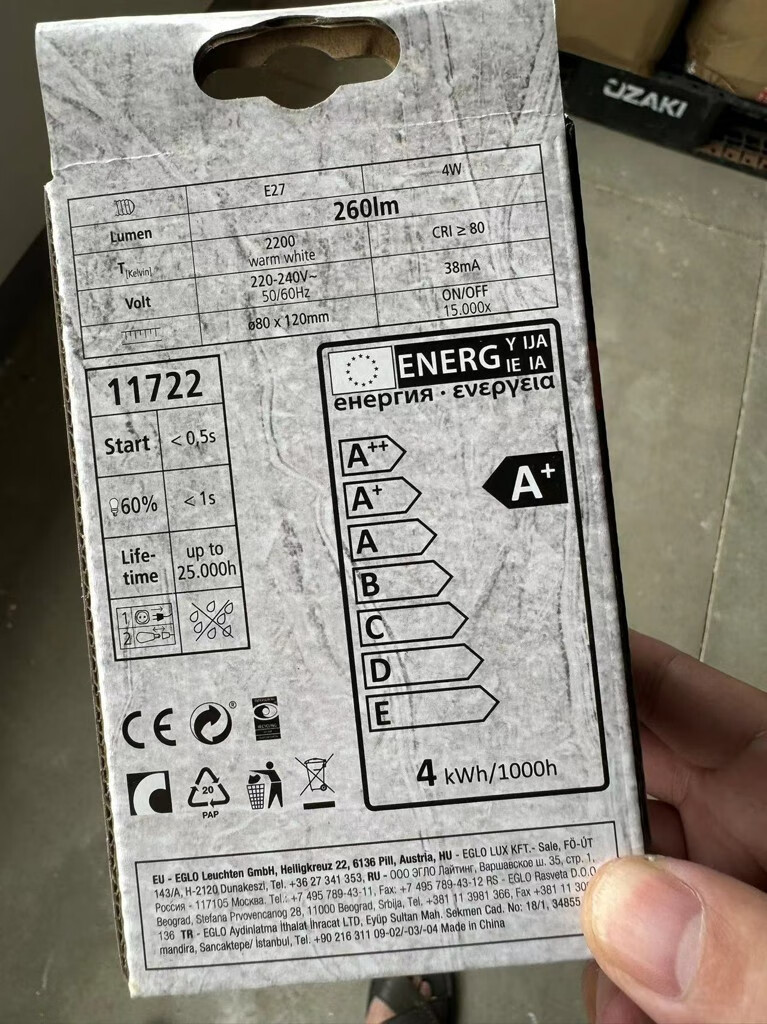 UZAKI
E27 4W
Lumen 260lm
T[Kelvin] 2200 warm white CRI ≥ 80
Volt 220-240V~ 50/60Hz 38mA
ø80 x 120mm ON/OFF 15.000x
11722
Start < 0,5s
60% < 1s
Life-
time
up to
25.000h
1
2
ENERG Y IJA
IE IA
енергия · ενεργεια
A++
A+
A+
A
B
C
D
E
4 kWh/1000h
CE
®
20
PAP
EU - EGLO Leuchten GmbH, Heiligkreuz 22, 6136 Pill, Austria, HU - EGLO LUX KFT.- Sale, FÖ-ÚT
143/A, H-2120 Dunakeszi, Tel. +36 27 341 353, RU - ООО ЭГЛО Лайтинг, Варшавское ш. 35, стр. 1,
Россия - 117105 Москва. Tel.: +7 495 789-43-11, Fax: +7 495 789-43-12 RS - EGLO Rasveta D.O.O.
Beograd, Stefana Prvovencanog 28, 11000 Beograd, Srbija, Tel. +381 11 3981 366, Fax +381 11
136 TR - EGLO Aydinlatma İthalat İhracat LTD, Eyüp Sultan Mah. Sekmen Cad. No: 18/1, 34855
mandira, Sancaktepe/ İstanbul, Tel. +90 216 311 09-02/-03/-04 Made in China